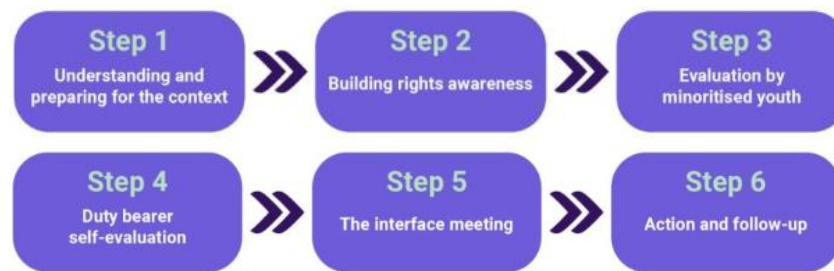 Step 1
Understanding and
preparing for the context
Step 2
Building rights awareness
Step 3
Evaluation by
minoritised youth
Step 4
Duty bearer
self-evaluation
Step 5
The interface meeting
Step 6
Action and follow-up